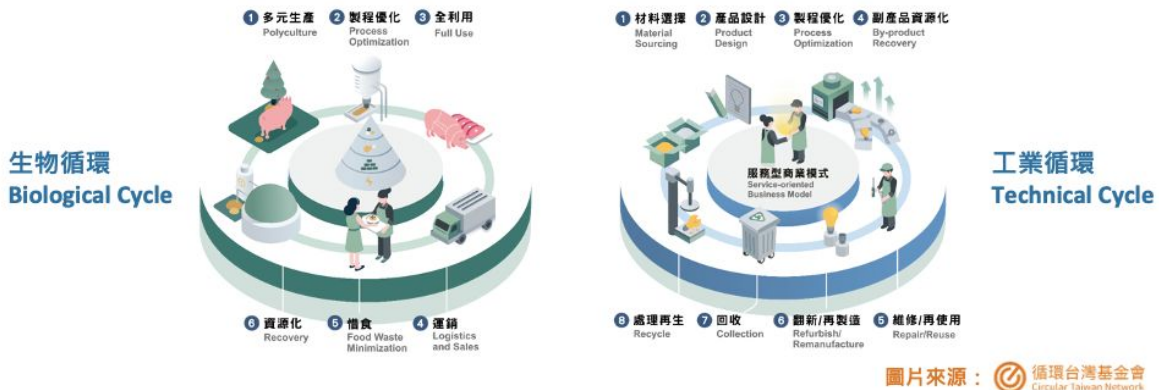 1 多元生產
Polyculture
2 製程優化
Process
Optimization
3 全利用
Full Use
生物循環
Biological Cycle
6 資源化
Recovery
5 惜食
Food Waste
Minimization
4 運銷
Logistics
and Sales
1 材料選擇
Material
Sourcing
2 產品設計
Product
Design
3 製程優化
Process
Optimization
4 副產品資源化
By-product
Recovery
服務型商業模式
Service-oriented
Business Model
工業循環
Technical Cycle
8 處理再生
Recycle
7 回收
Collection
6 翻新/再製造
Refurbish/
Remanufacture
5 維修/再使用
Repair/Reuse
圖片來源：
循環台灣基金會
Circular Taiwan Network